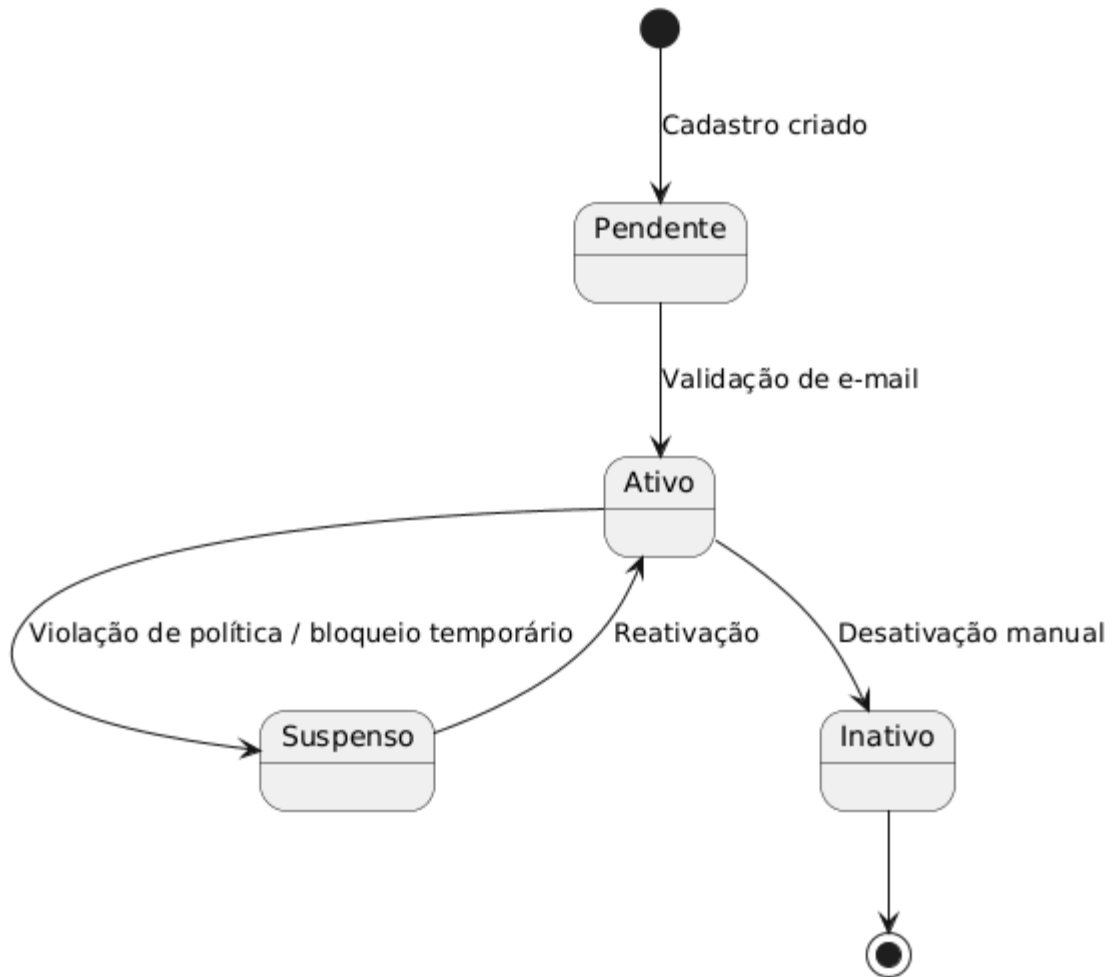 Cadastro criado
Pendente
Validação de e-mail
Ativo
Violação de política / bloqueio temporário
Reativação
Desativação manual
Suspenso
Inativo